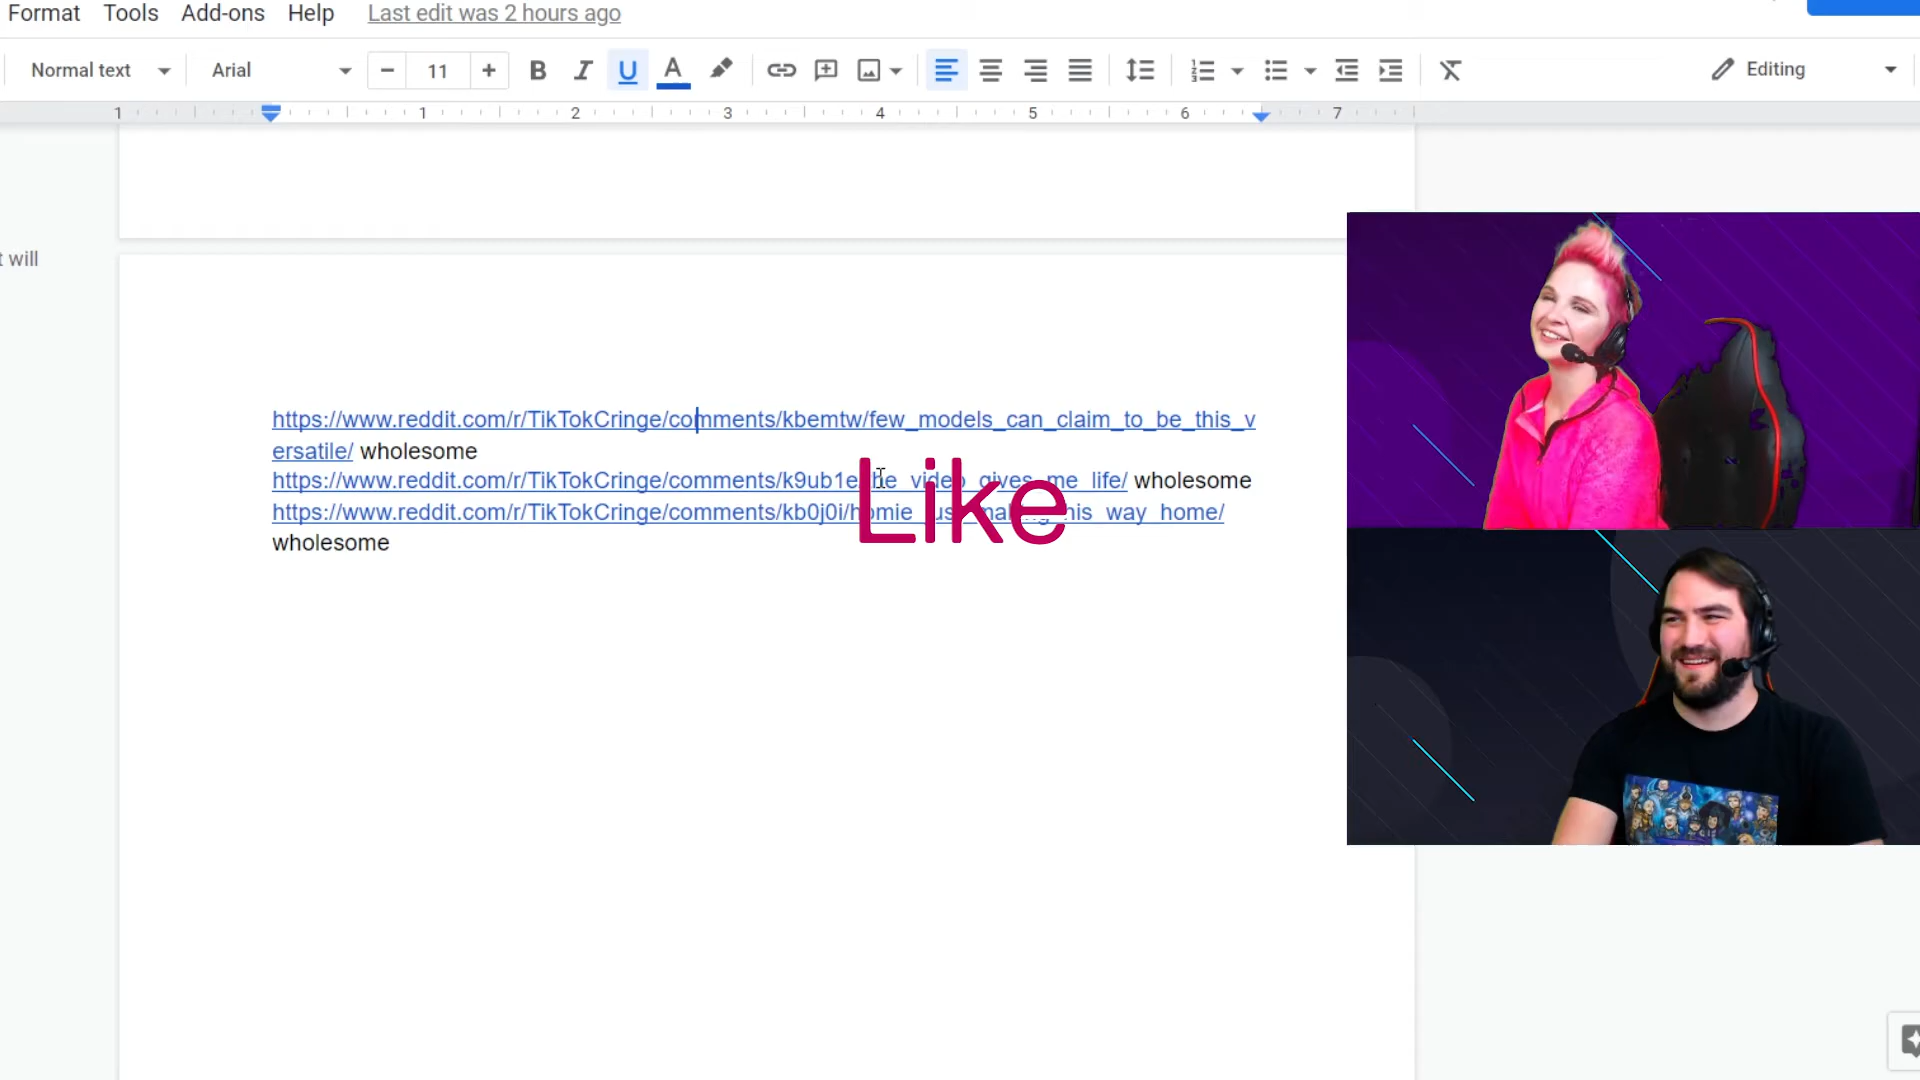 Format Tools Add-ons Help Last edit was 2 hours ago
Normal text Arial 11 Editing
1 1 2 3 4 5 6 7
t will
https://www.reddit.com/r/TikTokCringe/comments/kbemtw/few_models_can_claim_to_be_this_v
ersatile/ wholesome
https://www.reddit.com/r/TikTokCringe/comments/k9ub1e/he_video_gives_me_life/ wholesome
https://www.reddit.com/r/TikTokCringe/comments/kb0j0i/homie_just_making_his_way_home/
wholesome
Like